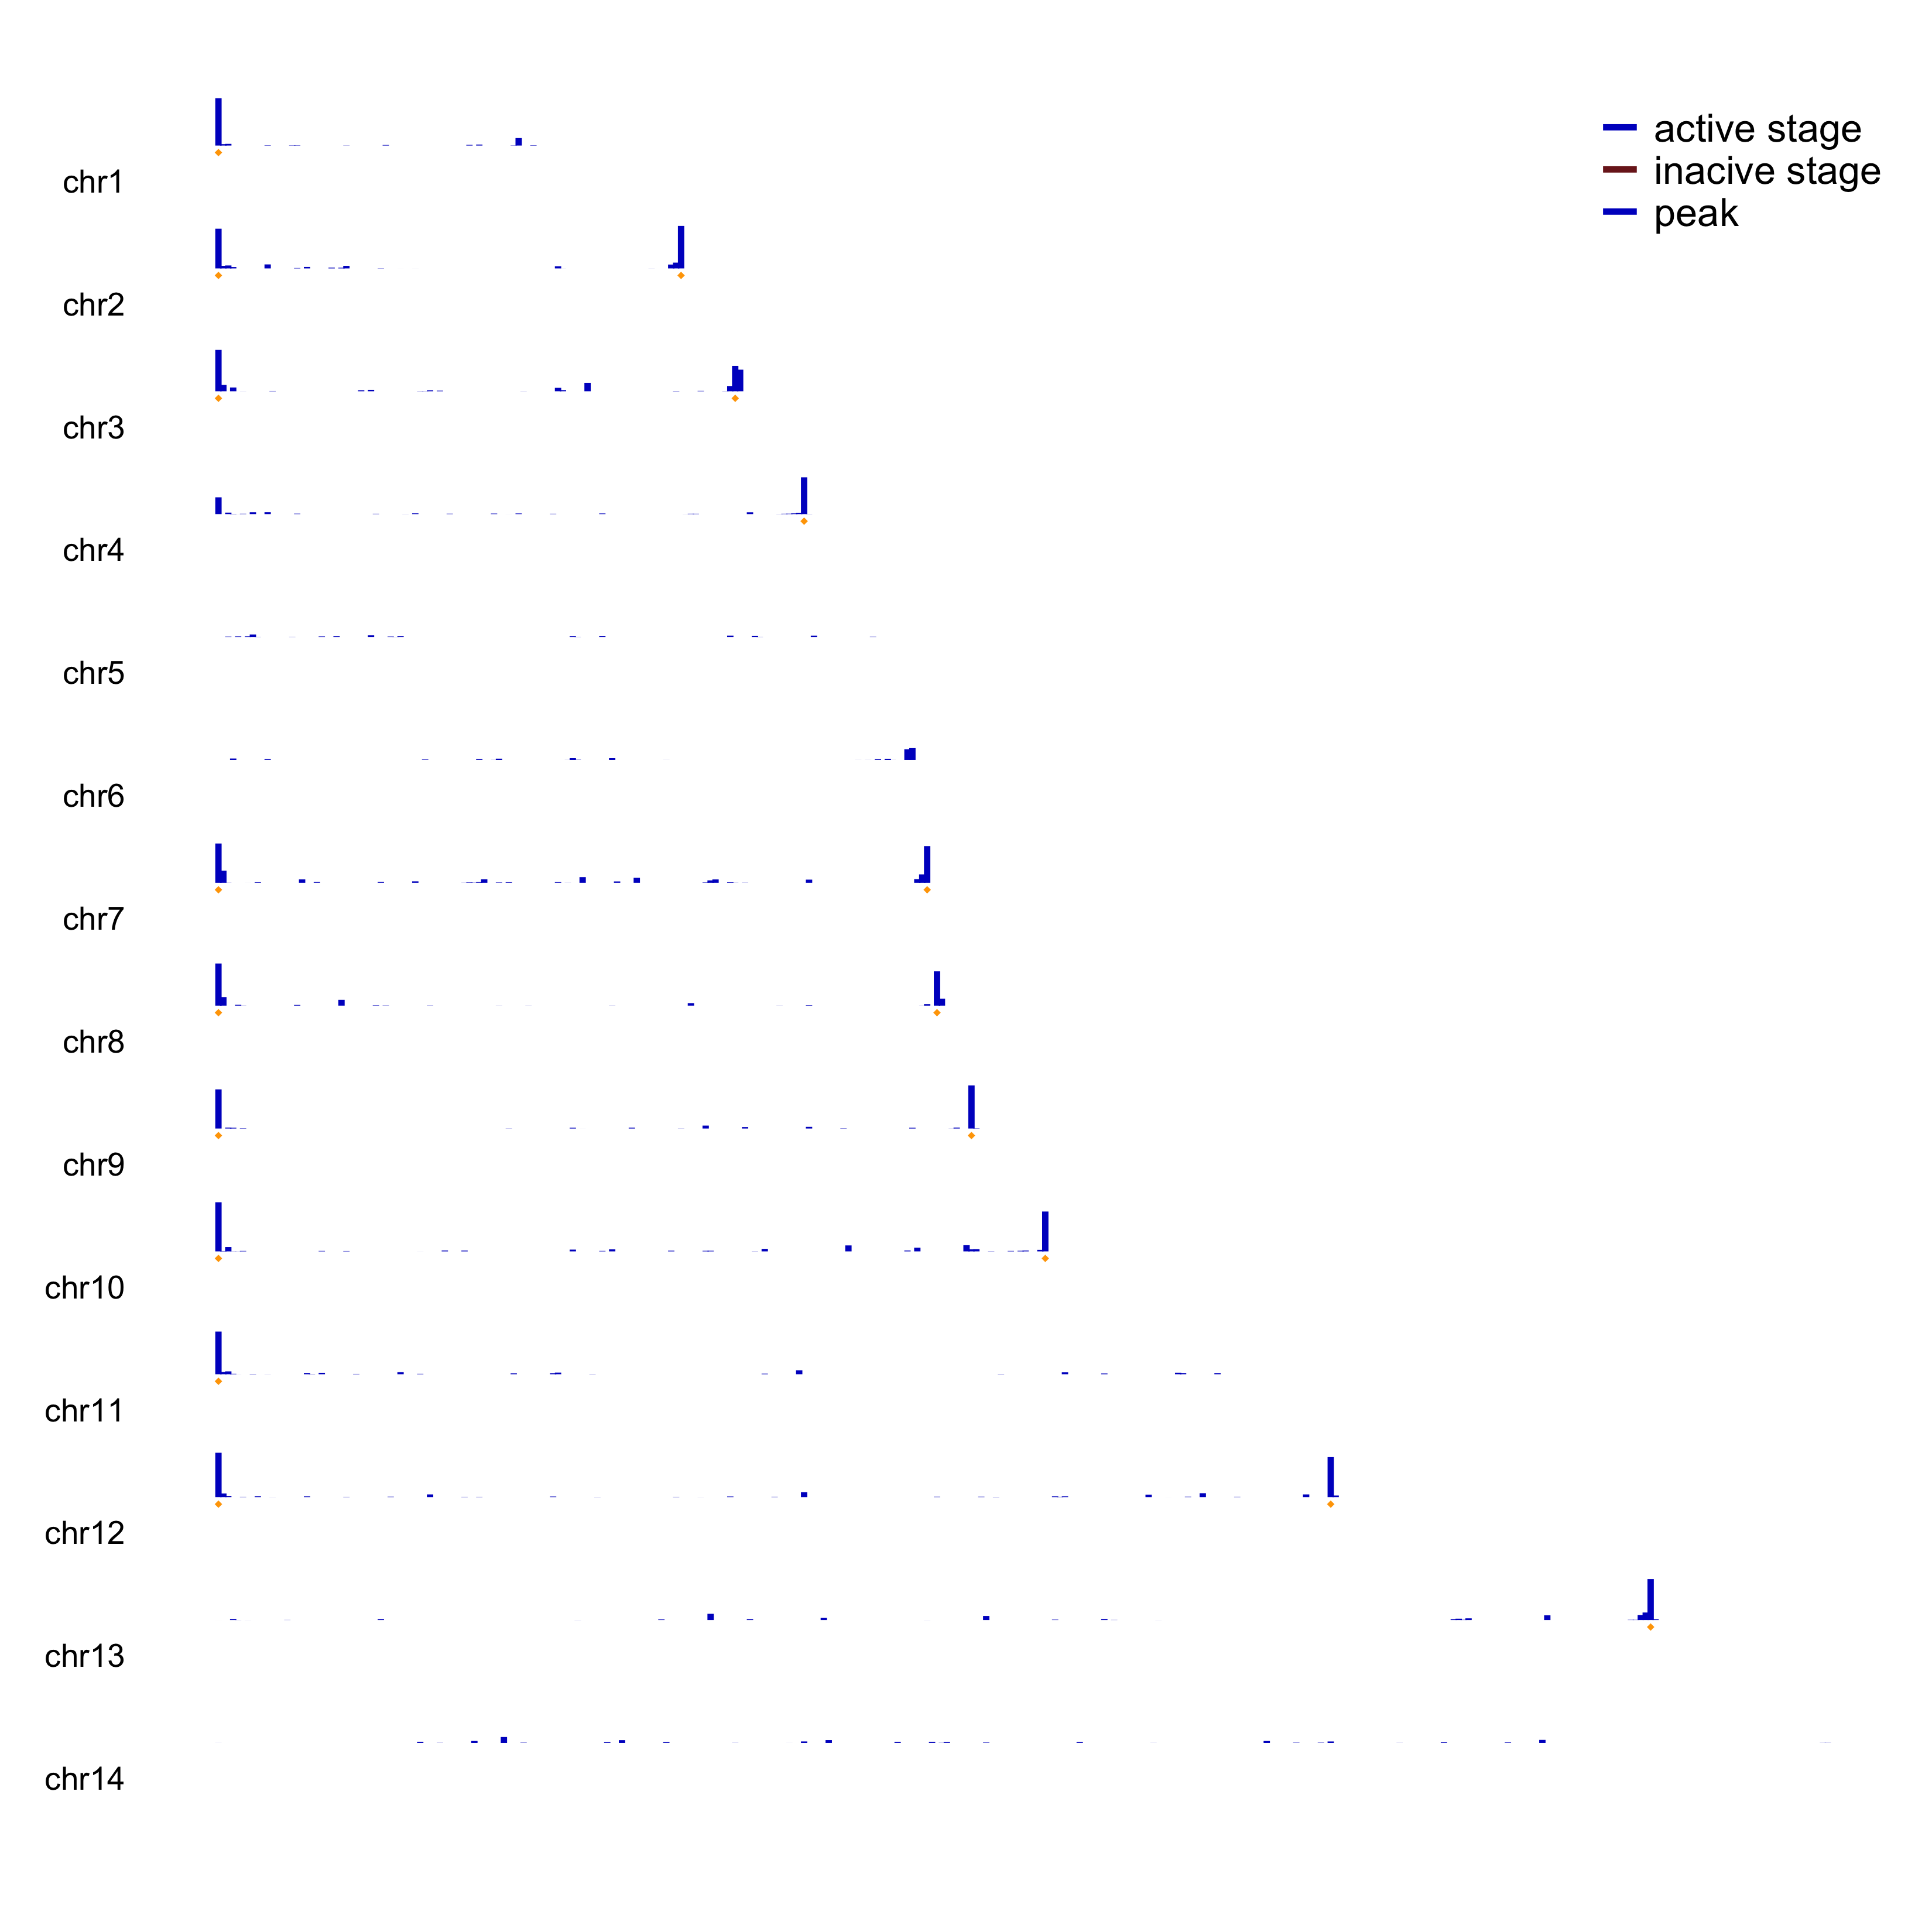 active stage
inacive stage
peak
chr1
chr2
chr3
chr4
chr5
chr6
chr7
chr8
chr9
chr10
chr11
chr12
chr13
chr14